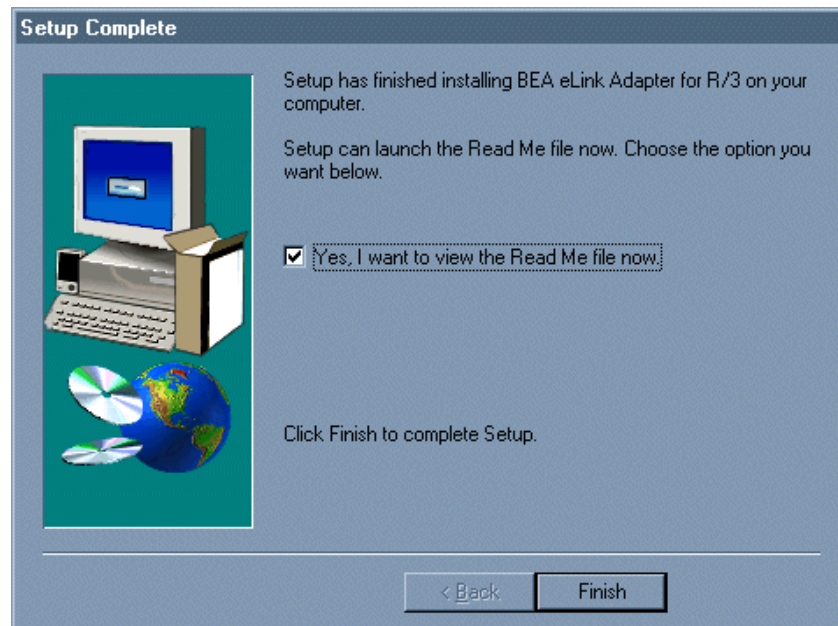 Setup Complete
Setup has finished installing BEA eLink Adapter for R/3 on your
computer.
Setup can launch the Read Me file now. Choose the option you
want below.
Yes, I want to view the Read Me file now.
Click Finish to complete Setup.
< Back
Finish